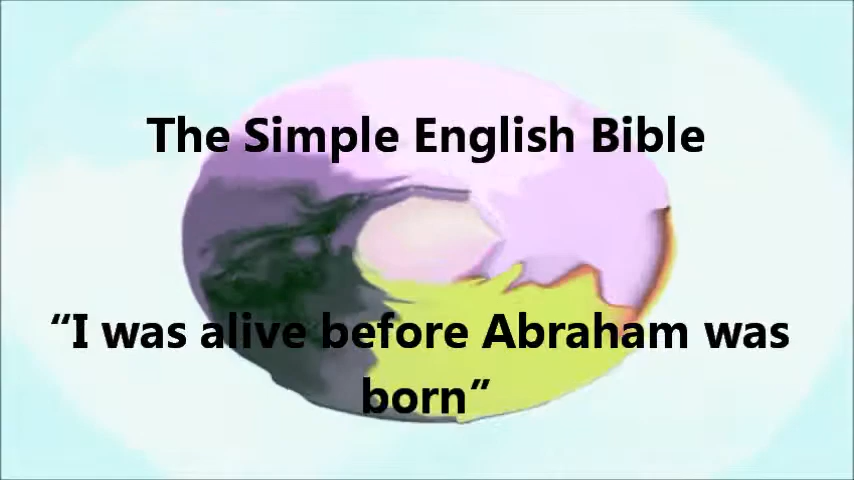 The Simple English Bible
“I was alive before Abraham was
born”